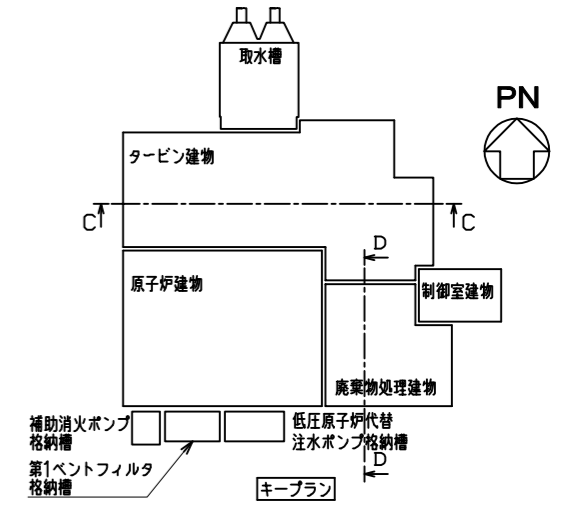 取水槽
PN
タービン建物
C
C
D
原子炉建物
制御室建物
廃棄物処理建物
補助消火ポンプ
格納槽
低圧原子炉代替
注水ポンプ格納槽
第1ベントフィルタ
格納槽
D
キープラン